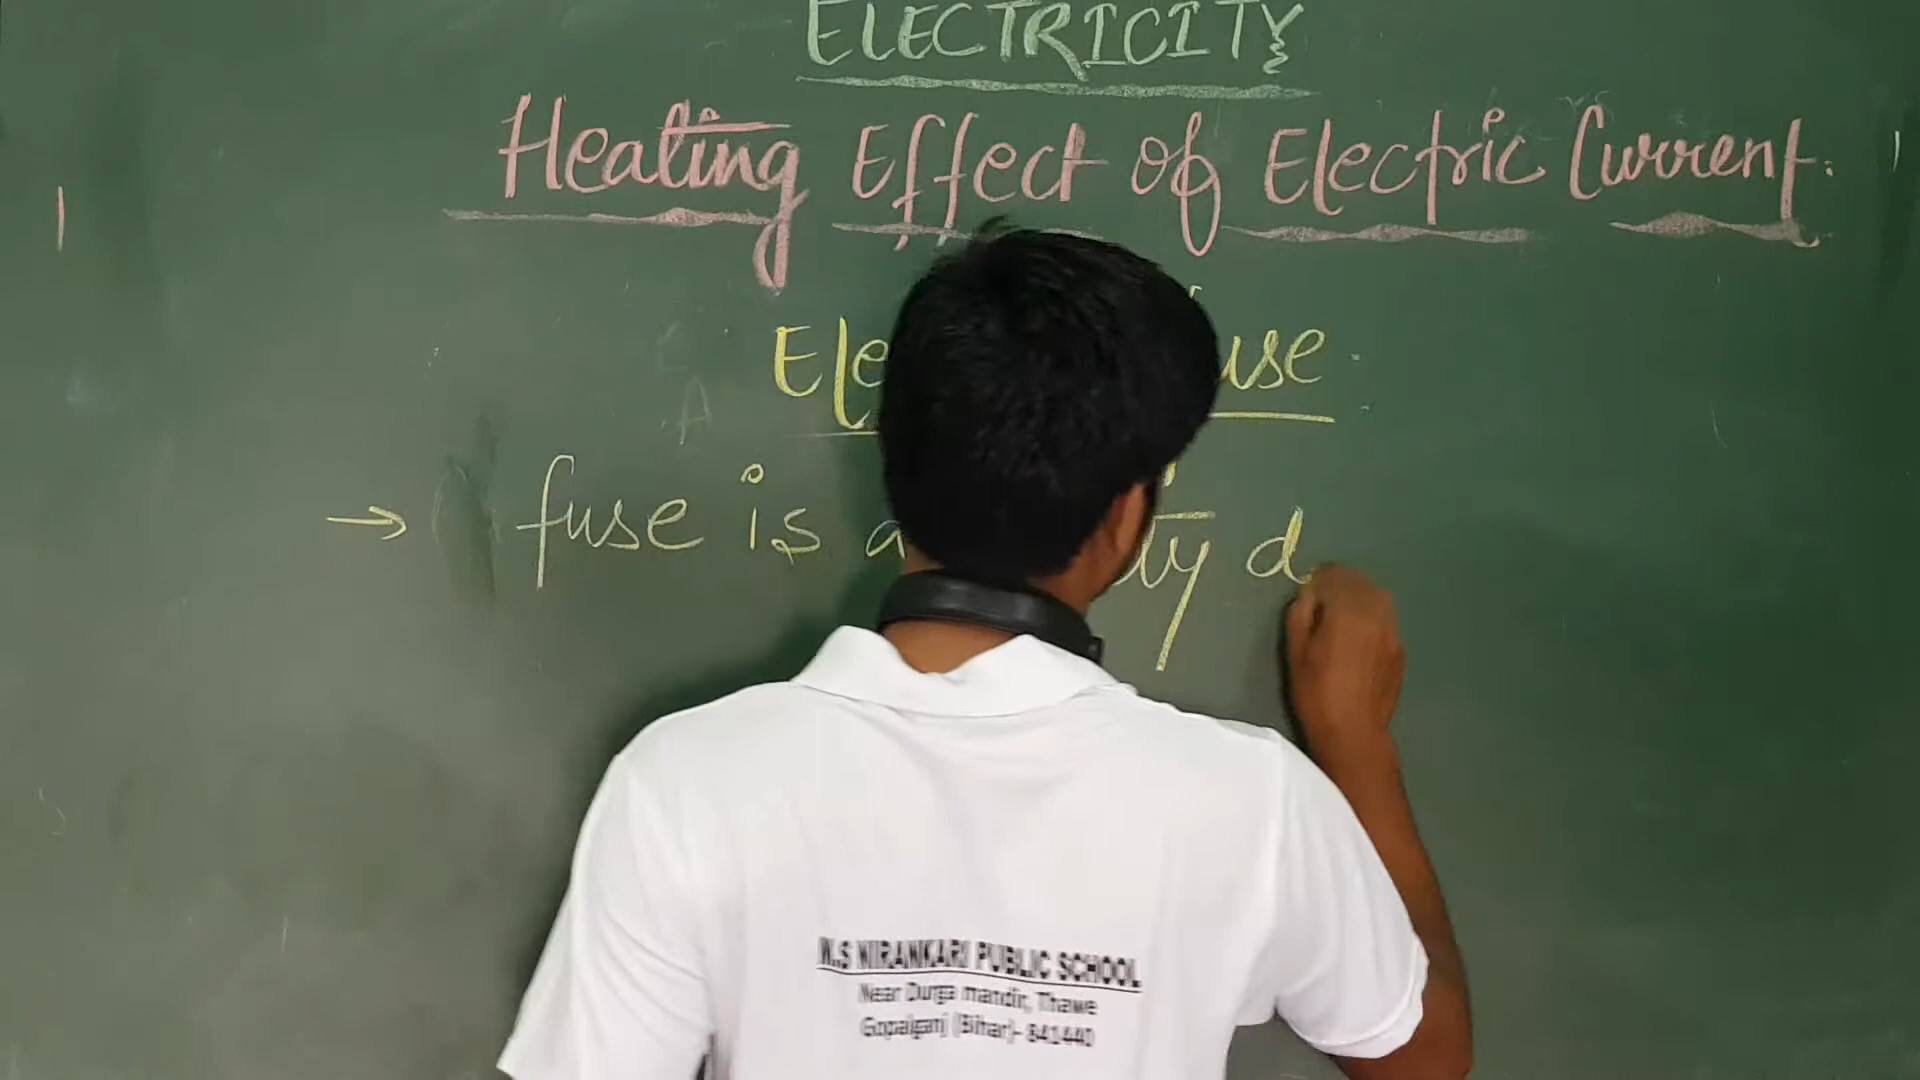 ELECTRICITY
Heating Effect of Electric Current.
Ele use
→ fuse is a ty d
N.S NIRANKARI PUBLIC SCHOOL
Near Durga mandir, Thawe
Gopalganj (Bihar)- 841440